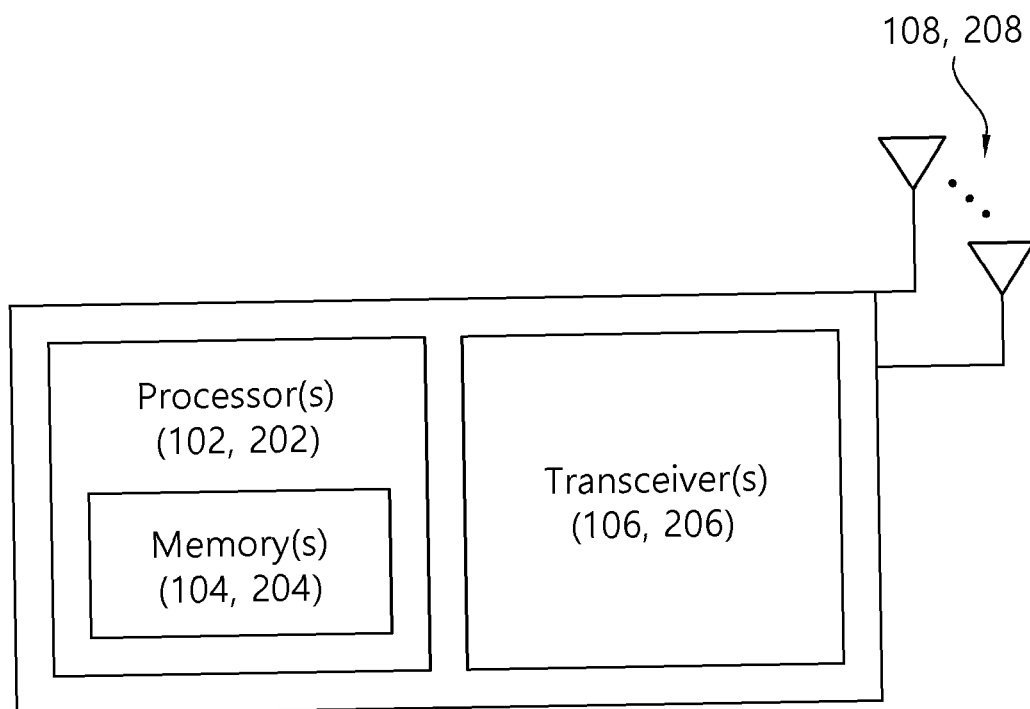 108, 208
Processor(s)
(102, 202)
Memory(s)
(104, 204)
Transceiver(s)
(106, 206)